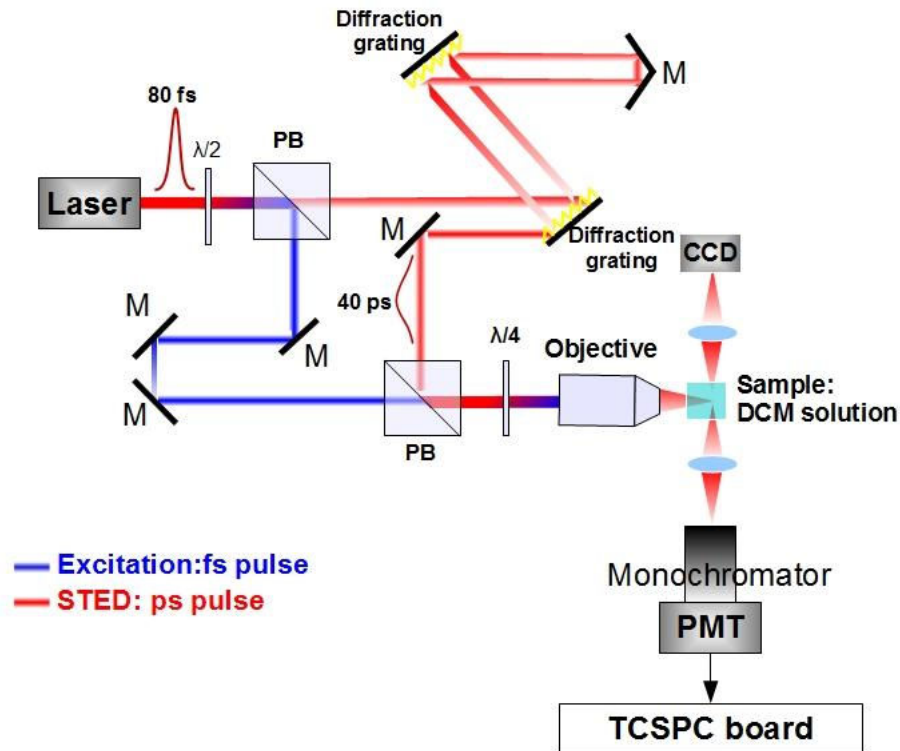 Diffraction
grating
M
80 fs
λ/2
PB
Laser
M
Diffraction
grating
CCD
40 ps
M
M
λ/4
Objective
Sample:
DCM solution
M
PB
Excitation:fs pulse
STED: ps pulse
Monochromator
PMT
TCSPC board